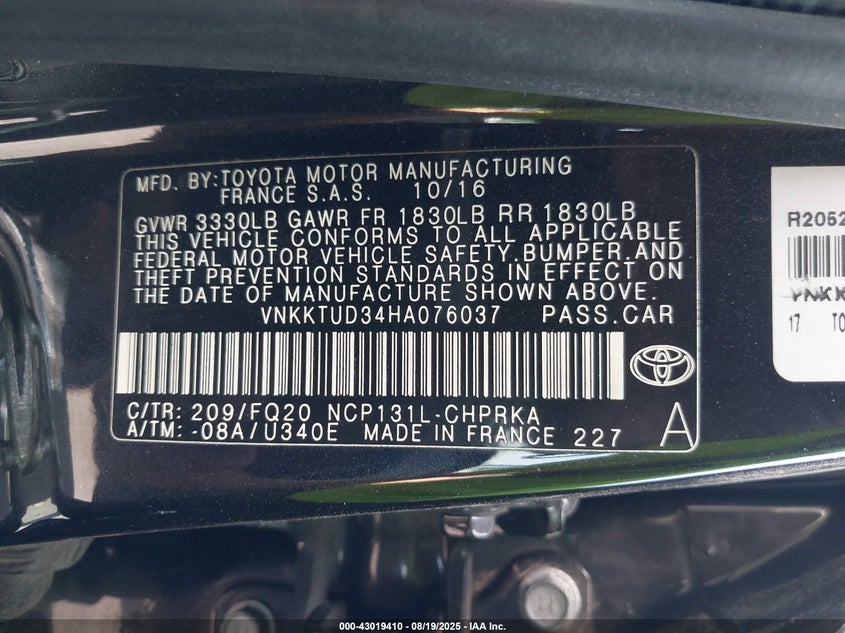 MFD. BY:TOYOTA MOTOR MANUFACTURING
FRANCE S.A.S. 10/16
GVWR 3330LB GAWR FR 1830LB RR 1830LB
THIS VEHICLE CONFORMS TO ALL APPLICABLE
FEDERAL MOTOR VEHICLE SAFETY,BUMPER,AND
THEFT PREVENTION STANDARDS IN EFFECT ON
THE DATE OF MANUFACTURE SHOWN ABOVE.
VNKKTUD34HA076037 PASS.CAR
C/TR: 209/FQ20 NCP131L-CHPRKA
A/TM: -08A/U340E MADE IN FRANCE 227 A
R2052
17 TO
000-43019410 - 08/19/2025 - IAA Inc.